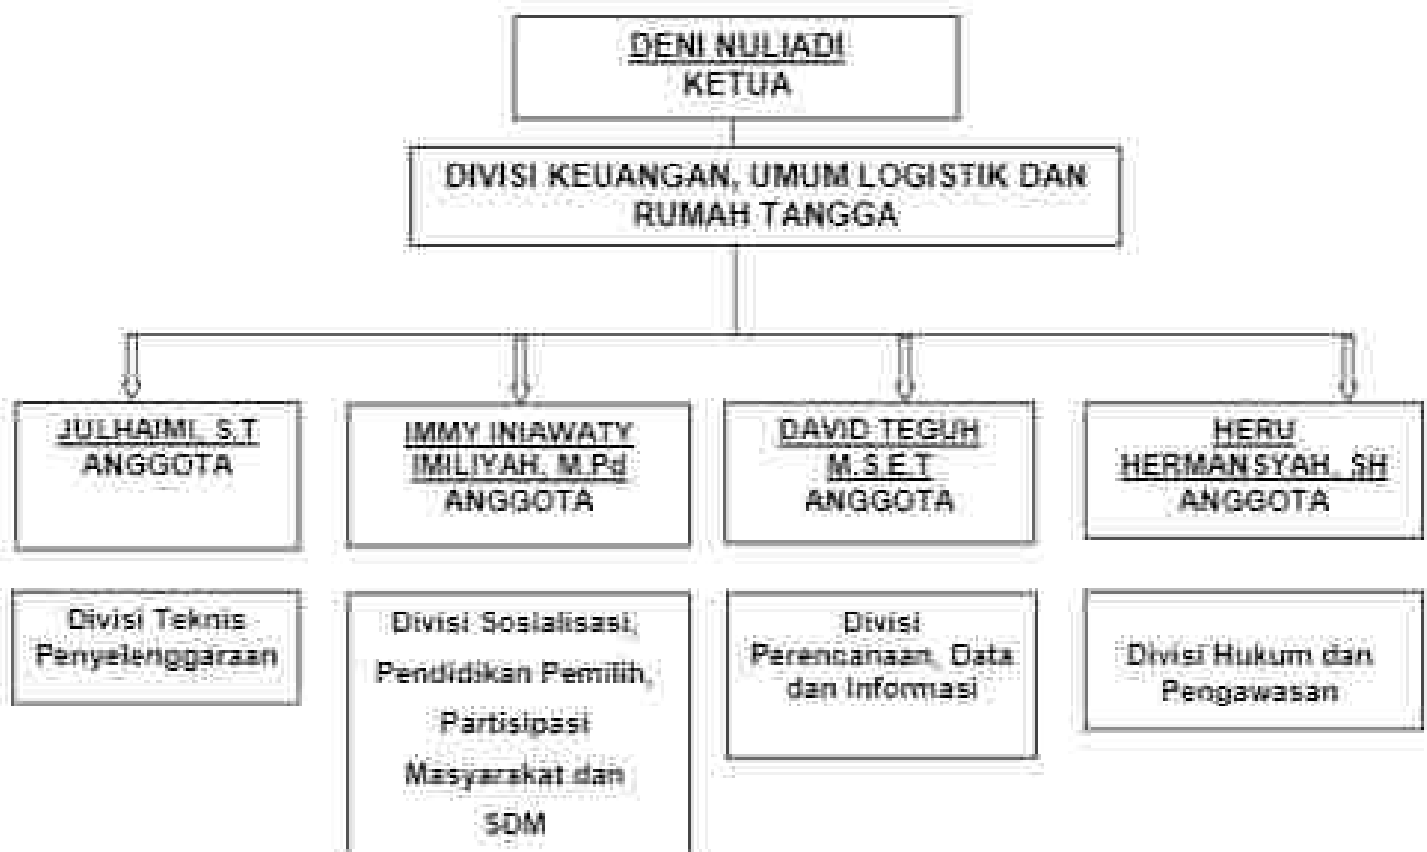 DENI NULIADI
KETUA
DIVISI KEUANGAN, UMUM LOGISTIK DAN
RUMAH TANGGA
JULHAIMI, S.T
ANGGOTA
IMMY INIAWATY
IMILIYAH, M.Pd
ANGGOTA
DAVID TEGUH
M.S.E.T
ANGGOTA
HERU
HERMANSYAH, SH
ANGGOTA
Divisi Teknis
Penyelenggaraan
Divisi Sosialisasi,
Pendidikan Pemilih,
Partisipasi
Masyarakat dan
SDM
Divisi
Perencanaan, Data
dan Informasi
Divisi Hukum dan
Pengawasan